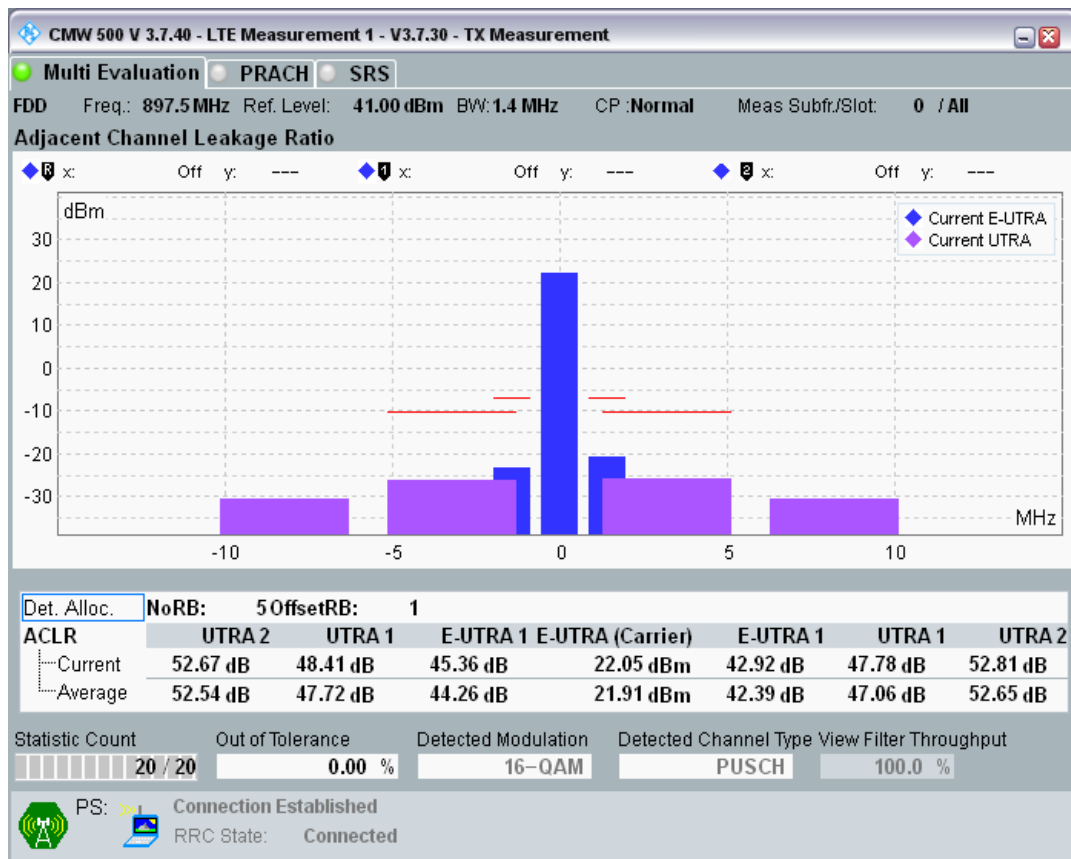 CMW 500 V 3.7.40 - LTE Measurement 1 - V3.7.30 - TX Measurement
Multi Evaluation PRACH SRS
FDD Freq.: 897.5 MHz Ref. Level: 41.00 dBm BW: 1.4 MHz CP :Normal Meas Subfr./Slot: 0 / All
Adjacent Channel Leakage Ratio
R x: Off y: --- 1 x: Off y: --- 2 x: Off y: ---
dBm
Current E-UTRA
Current UTRA
30
20
10
0
-10
-20
-30
MHz
-10 -5 0 5 10
Det. Alloc. NoRB: 5 OffsetRB: 1
ACLR UTRA 2 UTRA 1 E-UTRA 1 E-UTRA (Carrier) E-UTRA 1 UTRA 1 UTRA 2
Current 52.67 dB 48.41 dB 45.36 dB 22.05 dBm 42.92 dB 47.78 dB 52.81 dB
Average 52.54 dB 47.72 dB 44.26 dB 21.91 dBm 42.39 dB 47.06 dB 52.65 dB
Statistic Count Out of Tolerance Detected Modulation Detected Channel Type View Filter Throughput
20 / 20 0.00 % 16-QAM PUSCH 100.0 %
PS: Connection Established
RRC State: Connected